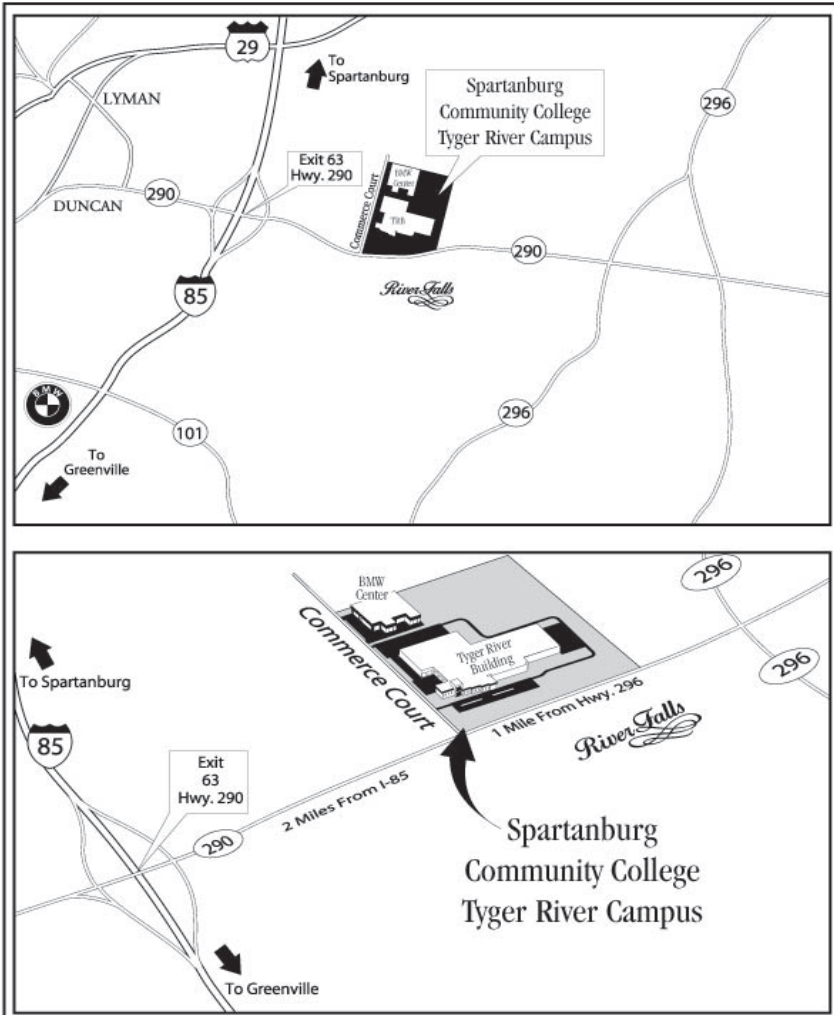 29
To
Spartanburg
LYMAN
Spartanburg
Community College
Tyger River Campus
296
Exit 63
Hwy. 290
BMW
Center
290
DUNCAN
Commerce Court
TRB
290
River Falls
85
BMW
101
296
To
Greenville
BMW
Center
296
Commerce Court
Tyger River
Building
To Spartanburg
296
1 Mile From Hwy. 296
River Falls
85
Exit
63
Hwy. 290
2 Miles From I-85
290
Spartanburg
Community College
Tyger River Campus
To Greenville